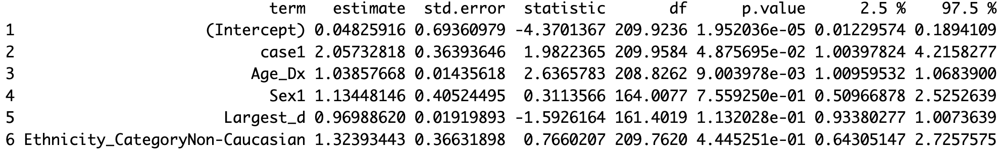 term estimate std.error statistic df p.value 2.5 % 97.5 %
1 (Intercept) 0.04825916 0.69360979 -4.3701367 209.9236 1.952036e-05 0.01229574 0.1894109
2 case1 2.05732818 0.36393646 1.9822365 209.9584 4.875695e-02 1.00397824 4.2158277
3 Age_Dx 1.03857668 0.01435618 2.6365783 208.8262 9.003978e-03 1.00959532 1.0683900
4 Sex1 1.13448146 0.40524495 0.3113566 164.0077 7.559250e-01 0.50966878 2.5252639
5 Largest_d 0.96988620 0.01919893 -1.5926164 161.4019 1.132028e-01 0.93380277 1.0073639
6 Ethnicity_CategoryNon-Caucasian 1.32393443 0.36631898 0.7660207 209.7620 4.445251e-01 0.64305147 2.7257575